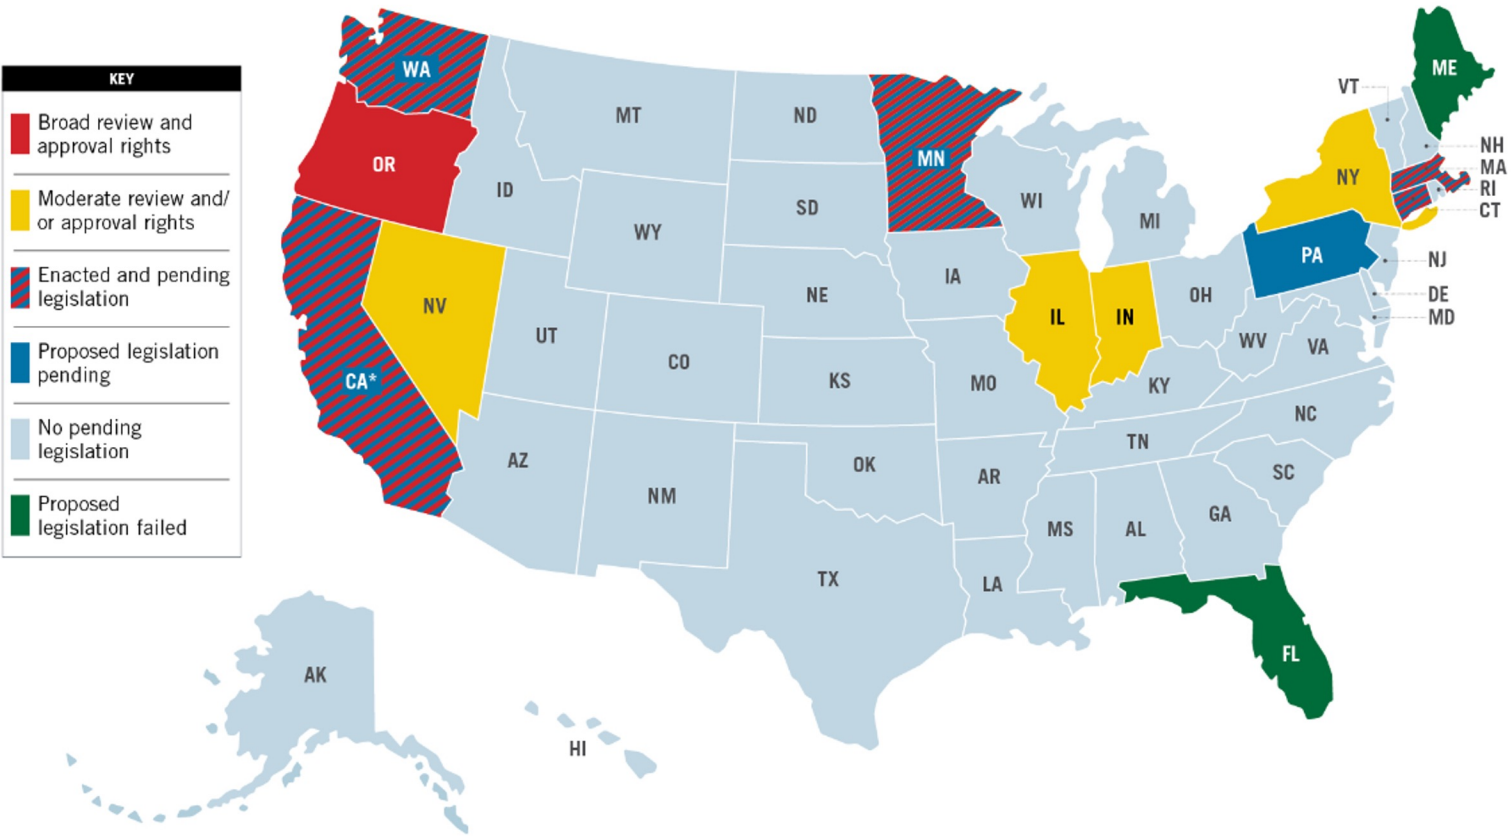 KEY
Broad review and
approval rights
Moderate review and/
or approval rights
Enacted and pending
legislation
Proposed legislation
pending
No pending
legislation
Proposed
legislation failed
WA
OR
CA*
NV
ID
MT
WY
UT
AZ
CO
NM
ND
SD
NE
KS
OK
TX
MN
IA
MO
AR
LA
WI
IL
MS
MI
IN
KY
TN
AL
OH
WV
VA
NC
SC
GA
FL
PA
NY
VT
ME
NH
MA
RI
CT
NJ
DE
MD
AK
HI